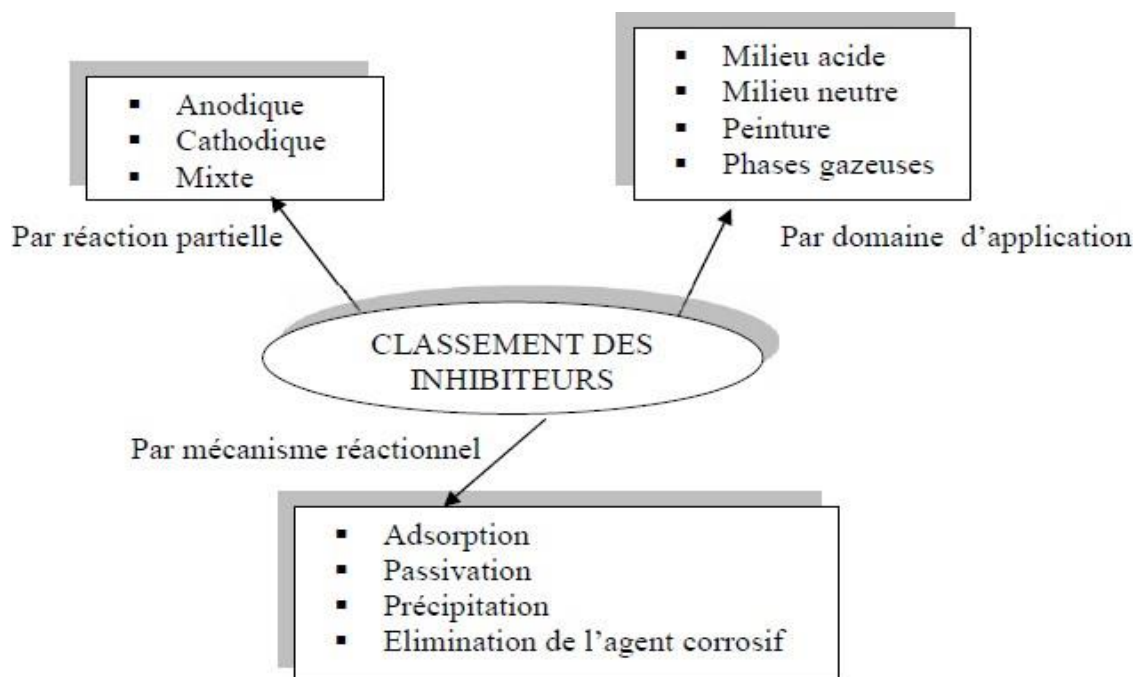 ▪ Anodique
▪ Cathodique
▪ Mixte
▪ Milieu acide
▪ Milieu neutre
▪ Peinture
▪ Phases gazeuses
Par réaction partielle
Par domaine d’application
CLASSEMENT DES
INHIBITEURS
Par mécanisme réactionnel
▪ Adsorption
▪ Passivation
▪ Précipitation
▪ Elimination de l’agent corrosif